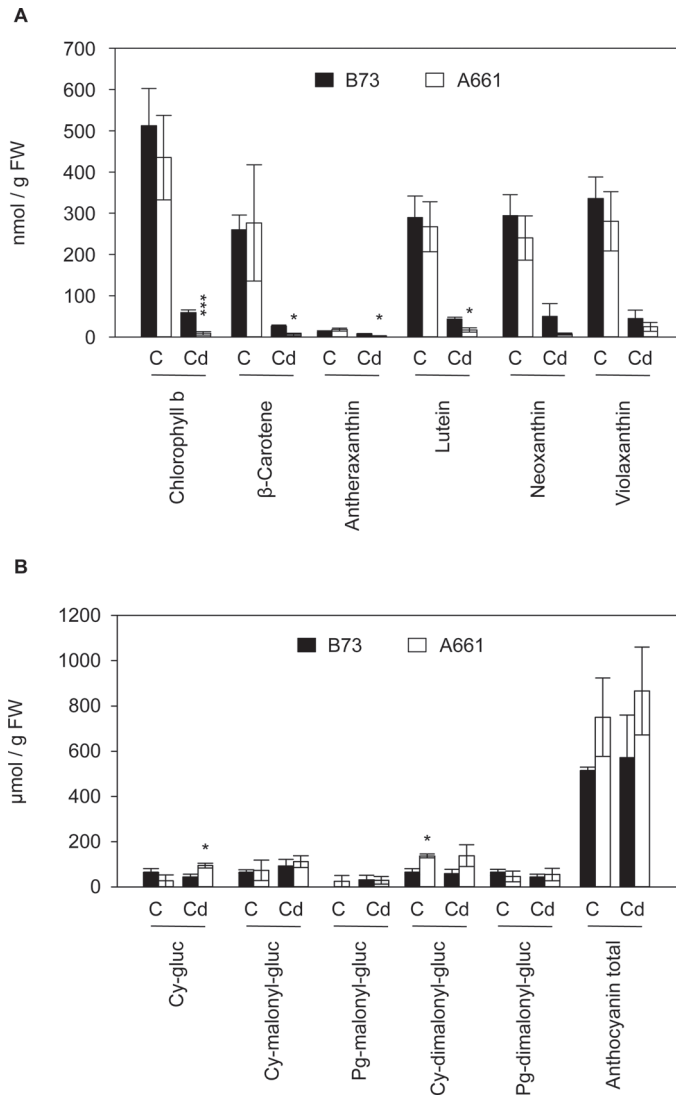 A
700
600
500
400
300
200
100
0
nmol / g FW
B73 A661
***
*
*
*
C Cd C Cd C Cd C Cd C Cd C Cd
Chlorophyll b
β-Carotene
Antheraxanthin
Lutein
Neoxanthin
Violaxanthin
B
1200
1000
800
600
400
200
0
µmol / g FW
B73 A661
*
*
C Cd C Cd C Cd C Cd C Cd C Cd
Cy-gluc
Cy-malonyl-gluc
Pg-malonyl-gluc
Cy-dimalonyl-gluc
Pg-dimalonyl-gluc
Anthocyanin total